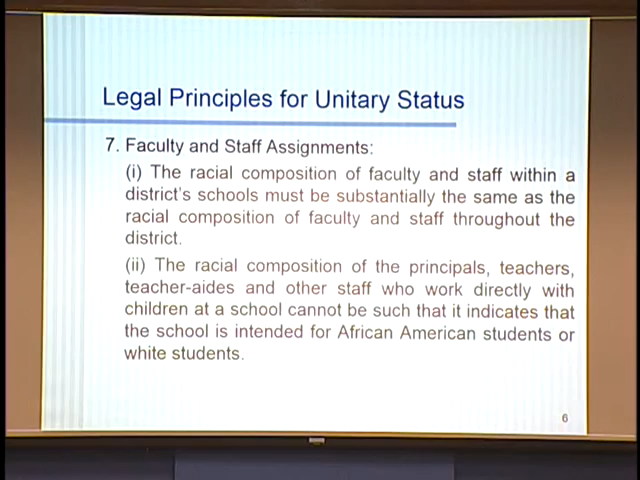 Legal Principles for Unitary Status
7. Faculty and Staff Assignments:
(i) The racial composition of faculty and staff within a
district's schools must be substantially the same as the
racial composition of faculty and staff throughout the
district.
(ii) The racial composition of the principals, teachers,
teacher-aides and other staff who work directly with
children at a school cannot be such that it indicates that
the school is intended for African American students or
white students.
6